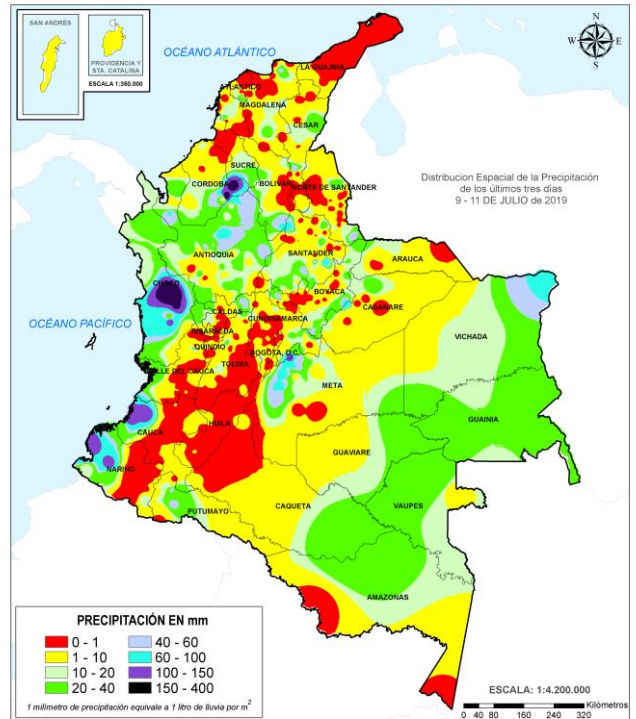 SAN ANDRÉS
PROVIDENCIA Y
STA. CATALINA
ESCALA 1:350.000
OCÉANO ATLÁNTICO
N
W E
S
LA GUAJIRA
ATLANTICO
MAGDALENA
CESAR
SUCRE
CORDOBA
BOLIVAR
NORTE DE SANTANDER
Distribucion Espacial de la Precipitación
de los últimos tres días
9 - 11 DE JULIO de 2019
ANTIOQUIA
SANTANDER
ARAUCA
CHOCO
BOYACA
CASANARE
OCÉANO PACÍFICO
CALDAS
CUNDINAMARCA
RISARALDA
VICHADA
QUINDIO
BOGOTA, D.C.
TOLIMA
VALLE DEL CAUCA
META
GUAINIA
CAUCA
HUILA
GUAVIARE
NARIÑO
CAQUETA
VAUPES
PUTUMAYO
AMAZONAS
PRECIPITACIÓN EN mm
0 - 1 40 - 60
1 - 10 60 - 100
10 - 20 100 - 150
20 - 40 150 - 400
1 milimetro de precipitación equivale a 1 litro de lluvia por m²
ESCALA: 1:4.200.000
Kilómetros
0 40 80 160 240 320